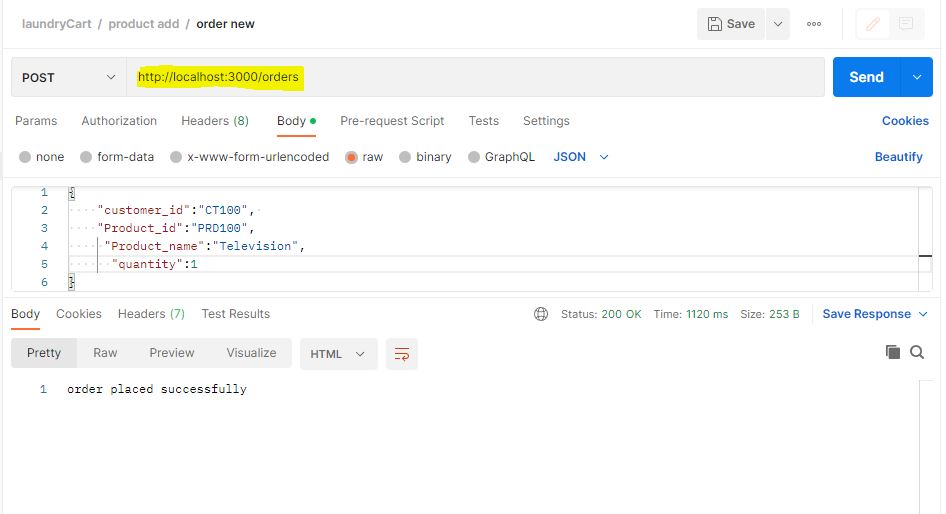 laundryCart / product add / order new
Save
POST
http://localhost:3000/orders
Send
Params Authorization Headers (8) Body Pre-request Script Tests Settings Cookies
none form-data x-www-form-urlencoded raw binary GraphQL JSON Beautify
1 {
2 "customer_id":"CT100",
3 "Product_id":"PRD100",
4 "Product_name":"Television",
5 "quantity":1
6 }
Body Cookies Headers (7) Test Results Status: 200 OK Time: 1120 ms Size: 253 B Save Response
Pretty Raw Preview Visualize HTML
1 order placed successfully